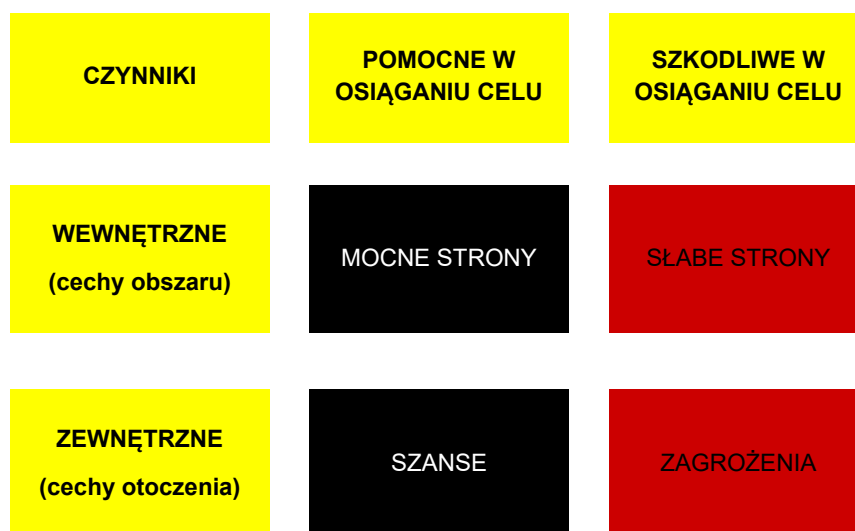 CZYNNIKI
POMOCNE W
OSIĄGANIU CELU
SZKODLIWE W
OSIĄGANIU CELU
WEWNĘTRZNE
(cechy obszaru)
MOCNE STRONY
SŁABE STRONY
ZEWNĘTRZNE
(cechy otoczenia)
SZANSE
ZAGROŻENIA